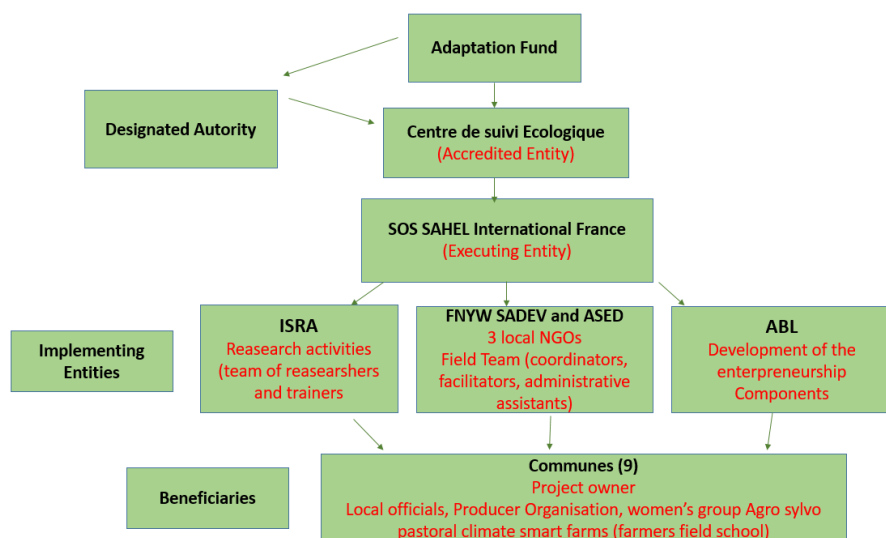 Adaptation Fund
Designated Autority
Centre de suivi Ecologique
(Accredited Entity)
SOS SAHEL International France
(Executing Entity)
Implementing
Entities
ISRA
Reasearch activities
(team of reasearshers
and trainers
FNYW SADEV and ASED
3 local NGOs
Field Team (coordinators,
facilitators, administrative
assistants)
ABL
Development of the
enterpreneurship
Components
Beneficiaries
Communes (9)
Project owner
Local officials, Producer Organisation, women's group Agro sylvo
pastoral climate smart farms (farmers field school)